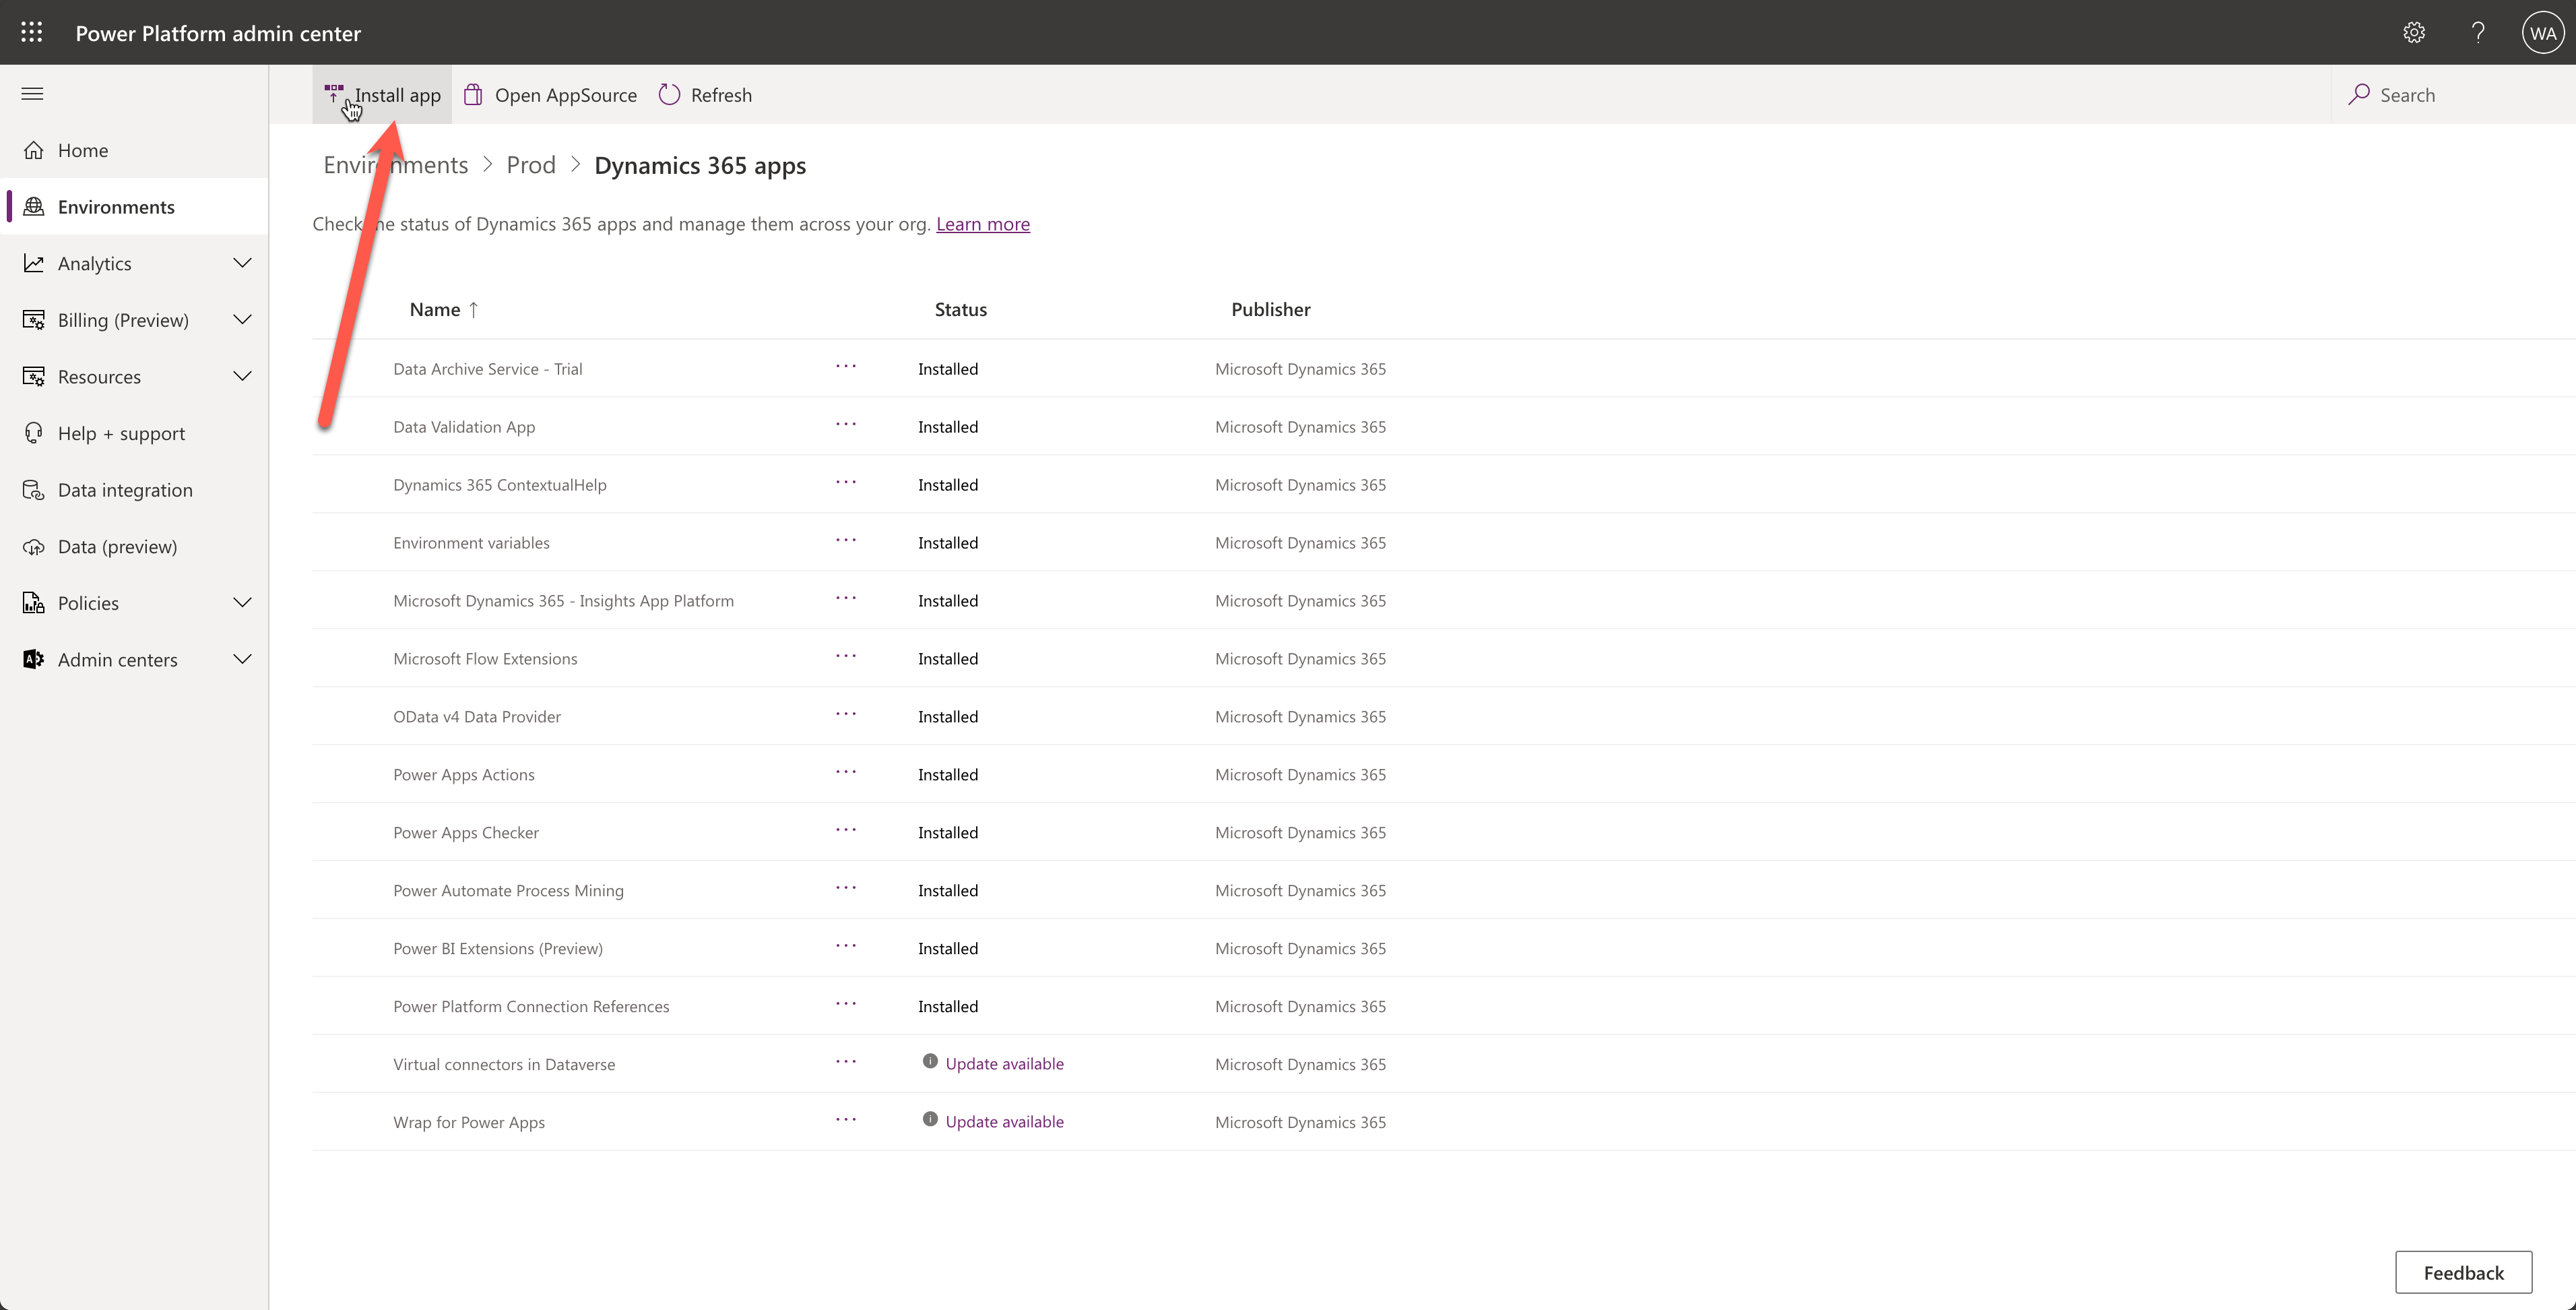 Power Platform admin center
WA
Install app
Open AppSource
Refresh
Search
Home
Environments
Analytics
Billing (Preview)
Resources
Help + support
Data integration
Data (preview)
Policies
Admin centers
Environments > Prod > Dynamics 365 apps
Check the status of Dynamics 365 apps and manage them across your org. Learn more
Name ↑ Status Publisher
Data Archive Service - Trial ··· Installed Microsoft Dynamics 365
Data Validation App ··· Installed Microsoft Dynamics 365
Dynamics 365 ContextualHelp ··· Installed Microsoft Dynamics 365
Environment variables ··· Installed Microsoft Dynamics 365
Microsoft Dynamics 365 - Insights App Platform ··· Installed Microsoft Dynamics 365
Microsoft Flow Extensions ··· Installed Microsoft Dynamics 365
OData v4 Data Provider ··· Installed Microsoft Dynamics 365
Power Apps Actions ··· Installed Microsoft Dynamics 365
Power Apps Checker ··· Installed Microsoft Dynamics 365
Power Automate Process Mining ··· Installed Microsoft Dynamics 365
Power BI Extensions (Preview) ··· Installed Microsoft Dynamics 365
Power Platform Connection References ··· Installed Microsoft Dynamics 365
Virtual connectors in Dataverse ··· Update available Microsoft Dynamics 365
Wrap for Power Apps ··· Update available Microsoft Dynamics 365
Feedback